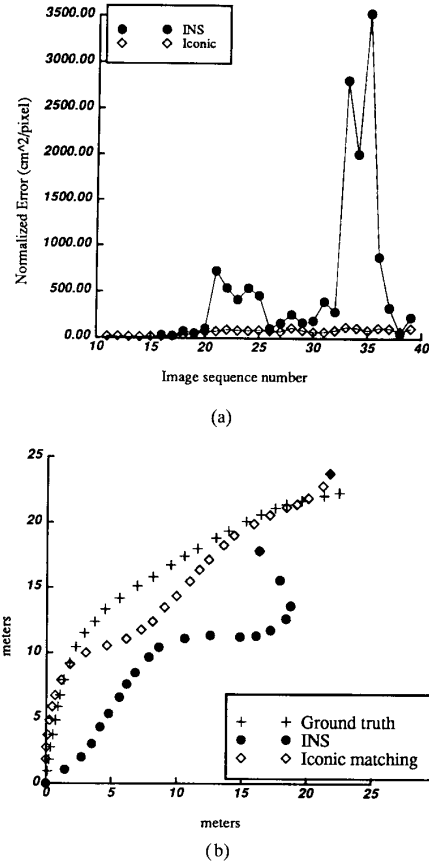 3500.00
INS
Iconic
3000.00
2500.00
2000.00
1500.00
1000.00
500.00
0.00
Normalized Error (cm^2/pixel)
10 15 20 25 30 35 40
Image sequence number
(a)
25
20
15
10
5
0
meters
Ground truth
INS
Iconic matching
0 5 10 15 20 25
meters
(b)